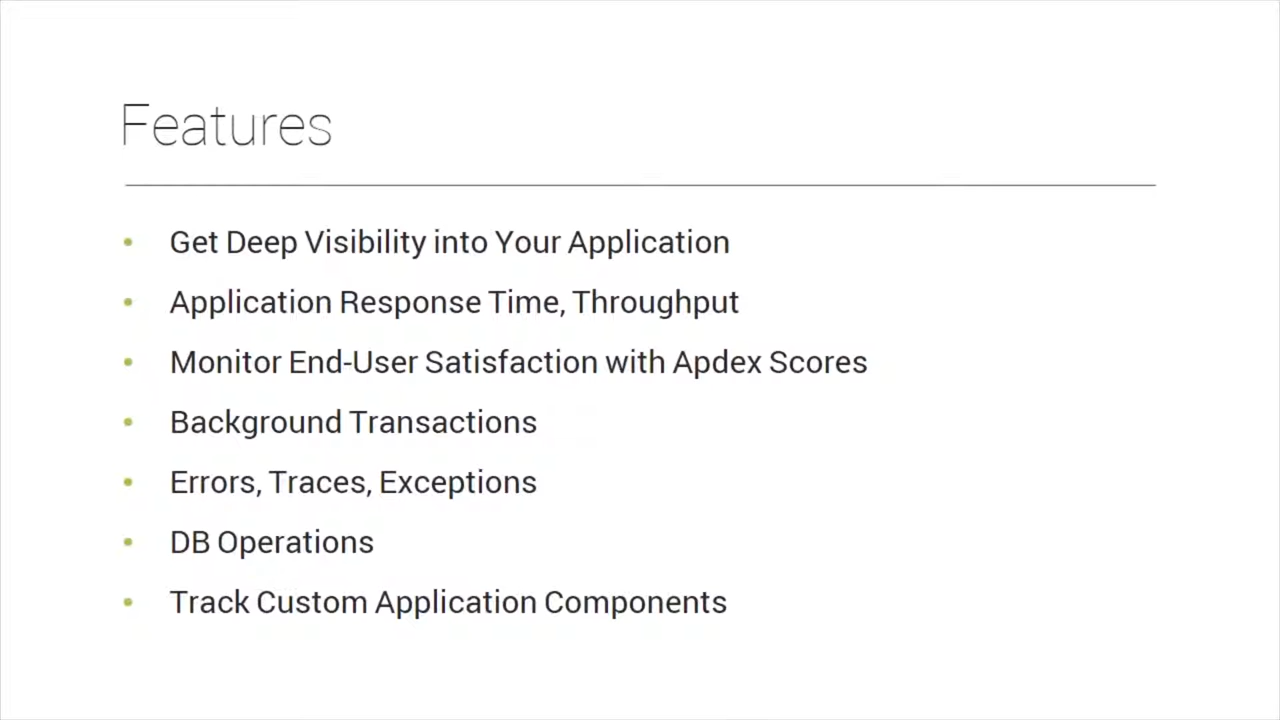 Features
Get Deep Visibility into Your Application
Application Response Time, Throughput
Monitor End-User Satisfaction with Apdex Scores
Background Transactions
Errors, Traces, Exceptions
DB Operations
Track Custom Application Components